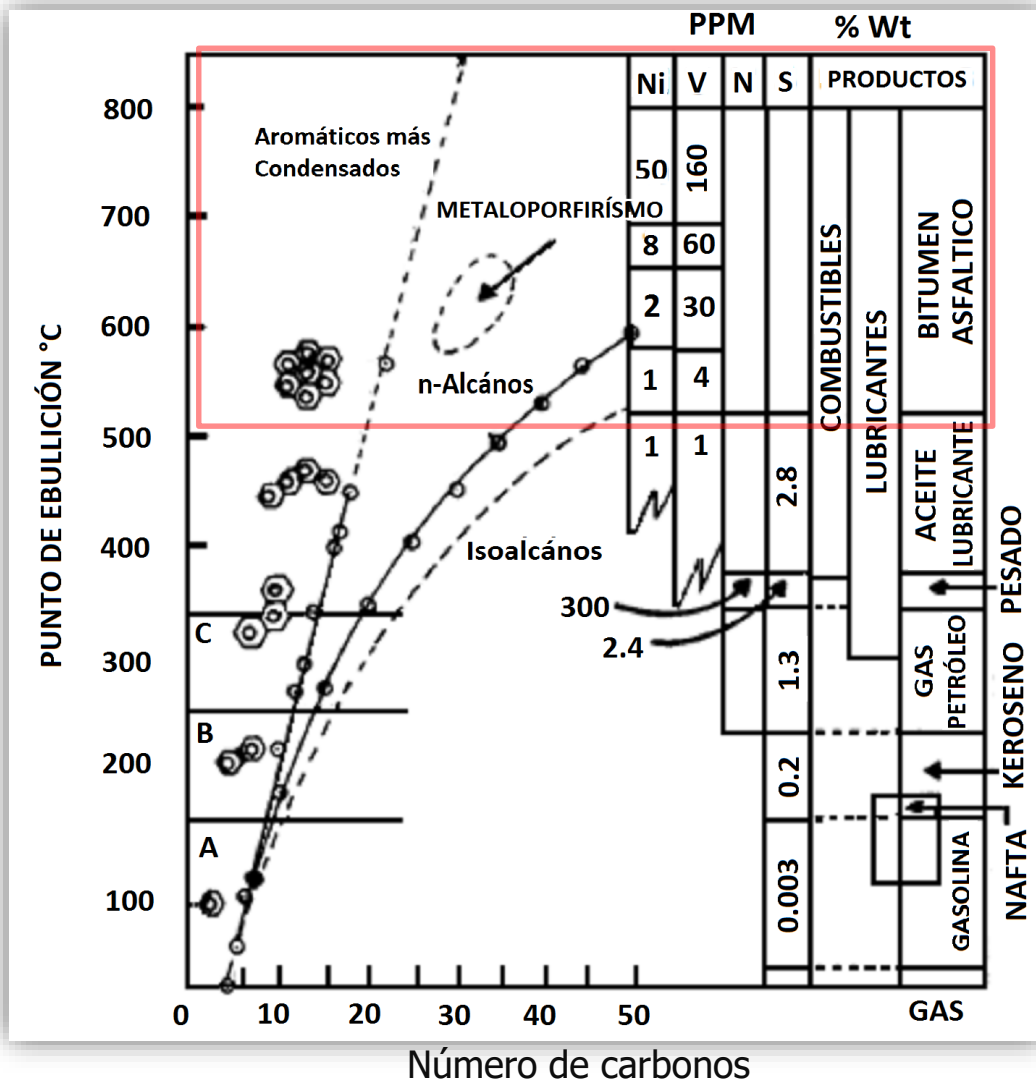 PPM
% Wt
Ni
V
N
S
PRODUCTOS
800
700
600
500
400
300
200
100
PUNTO DE EBULLICIÓN °C
Aromáticos más
Condensados
METALOPORFIRÍSMO
n-Alcános
Isoalcános
C
B
A
50
160
8
60
2
30
1
4
1
1
300
2.4
2.8
1.3
0.2
0.003
COMBUSTIBLES
LUBRICANTES
BITUMEN
ASFALTICO
ACEITE
LUBRICANTE
PESADO
GAS
PETRÓLEO
KEROSENO
NAFTA
GASOLINA
GAS
0
10
20
30
40
50
Número de carbonos